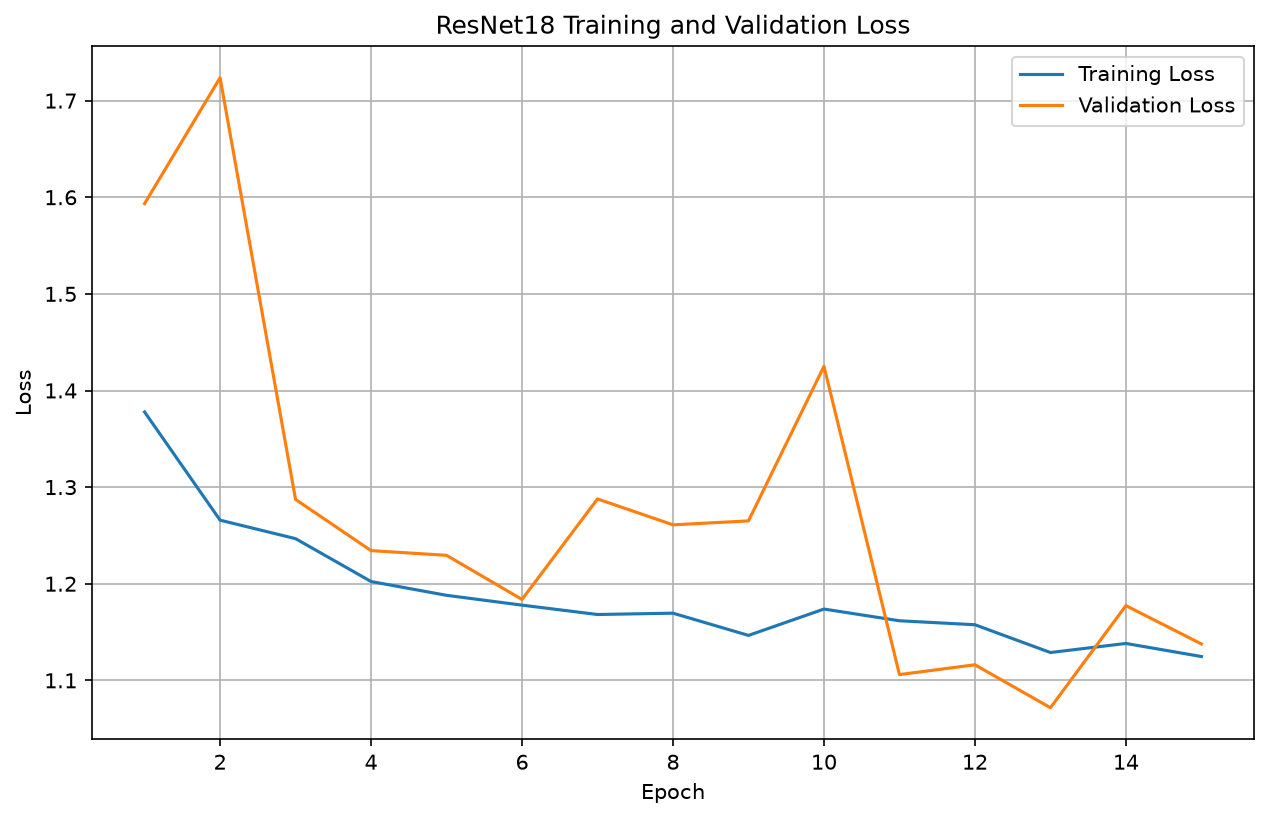 ResNet18 Training and Validation Loss
Training Loss
Validation Loss
1.7
1.6
1.5
1.4
1.3
1.2
1.1
Loss
2 4 6 8 10 12 14
Epoch